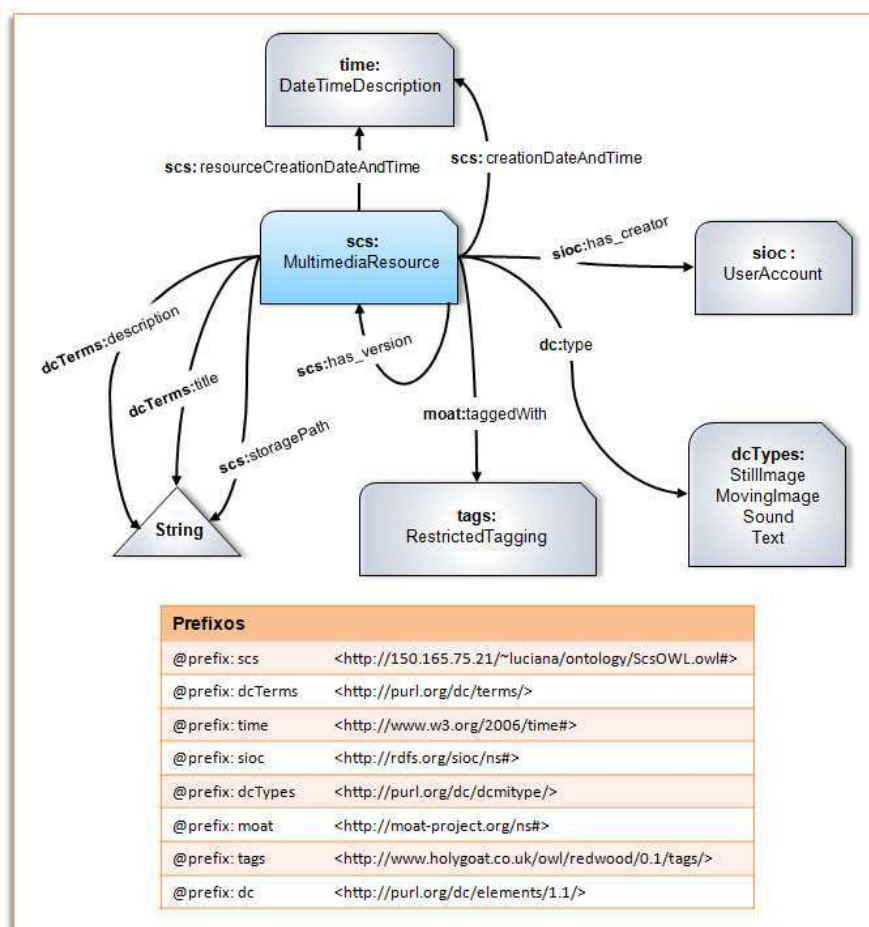 time:
DateTimeDescription
scs: resourceCreationDateAndTime
scs: creationDateAndTime
scs:
MultimediaResource
sioc:has_creator
sioc :
UserAccount
dcTerms:description
dcTerms:title
scs:storagePath
scs:has_version
dc:type
moat:taggedWith
String
tags:
RestrictedTagging
dcTypes:
StillImage
MovingImage
Sound
Text
Prefixos
@prefix: scs <http://150.165.75.21/~luciana/ontology/ScsOWL.owl#>
@prefix: dcTerms <http://purl.org/dc/terms/>
@prefix: time <http://www.w3.org/2006/time#>
@prefix: sioc <http://rdfs.org/sioc/ns#>
@prefix: dcTypes <http://purl.org/dc/dcmitype/>
@prefix: moat <http://moat-project.org/ns#>
@prefix: tags <http://www.holygoat.co.uk/owl/redwood/0.1/tags/>
@prefix: dc <http://purl.org/dc/elements/1.1/>